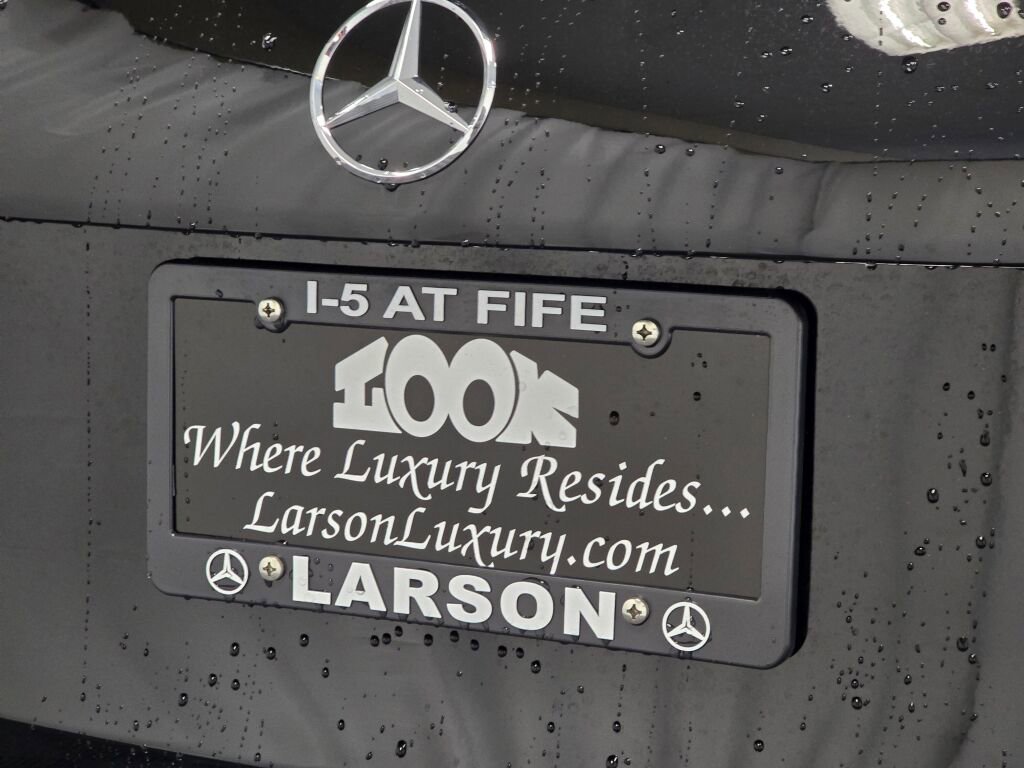 I-5 AT FIFE
LOOK
Where Luxury Resides...
LarsonLuxury.com
LARSON